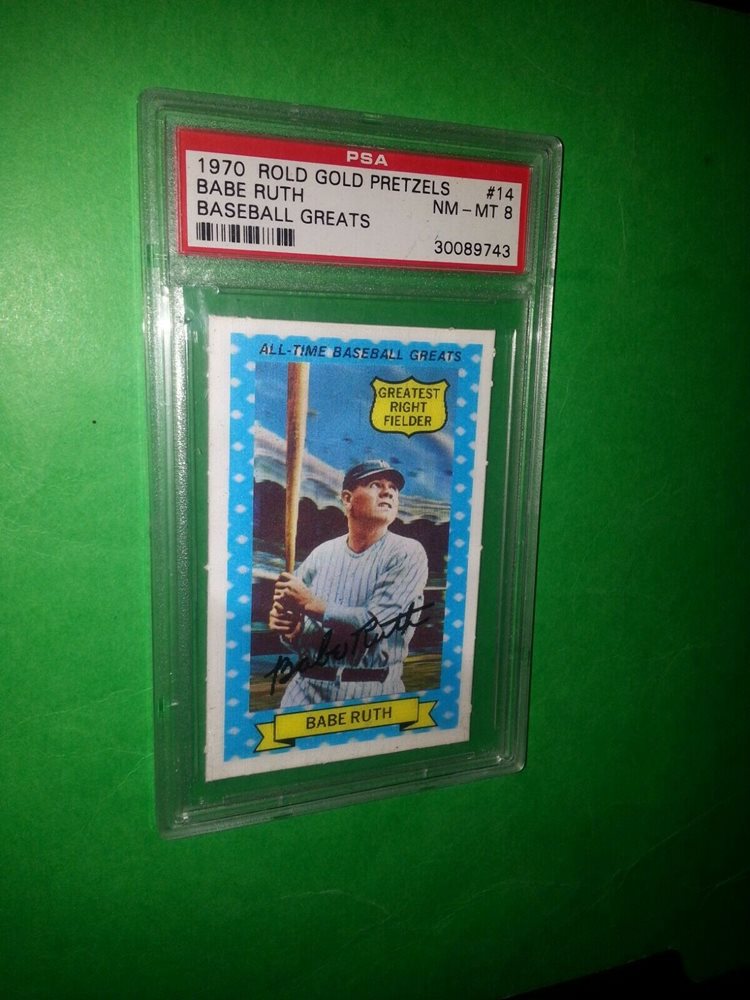 PSA
1970 ROLD GOLD PRETZELS #14
BABE RUTH NM - MT 8
BASEBALL GREATS
30089743
ALL-TIME BASEBALL GREATS
GREATEST
RIGHT
FIELDER
Babe Ruth
BABE RUTH